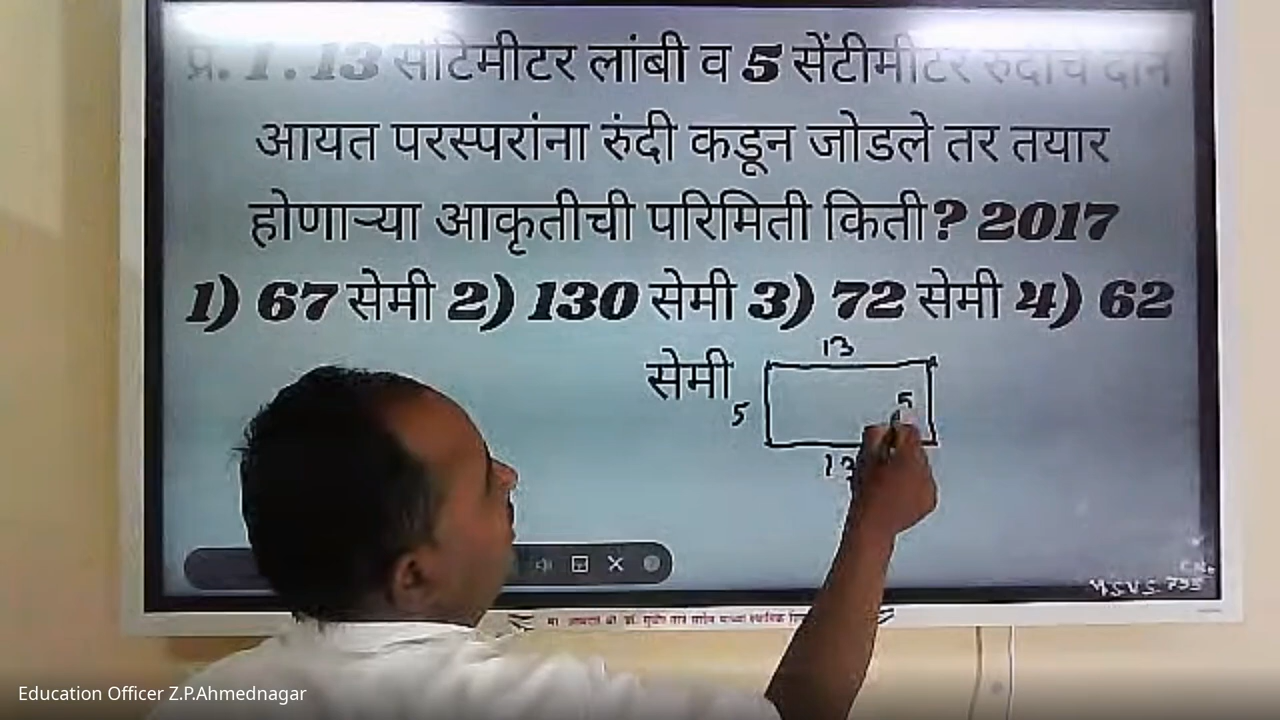 प्र. 1 . 13 सेंटिमीटर लांबी व 5 सेंटीमीटर रुंदीचे दोन
आयत परस्परांना रुंदी कडून जोडले तर तयार
होणाऱ्या आकृतीची परिमिती किती? 2017
1) 67 सेमी 2) 130 सेमी 3) 72 सेमी 4) 62
सेमी
13
5
5
13
Education Officer Z.P.Ahmednagar